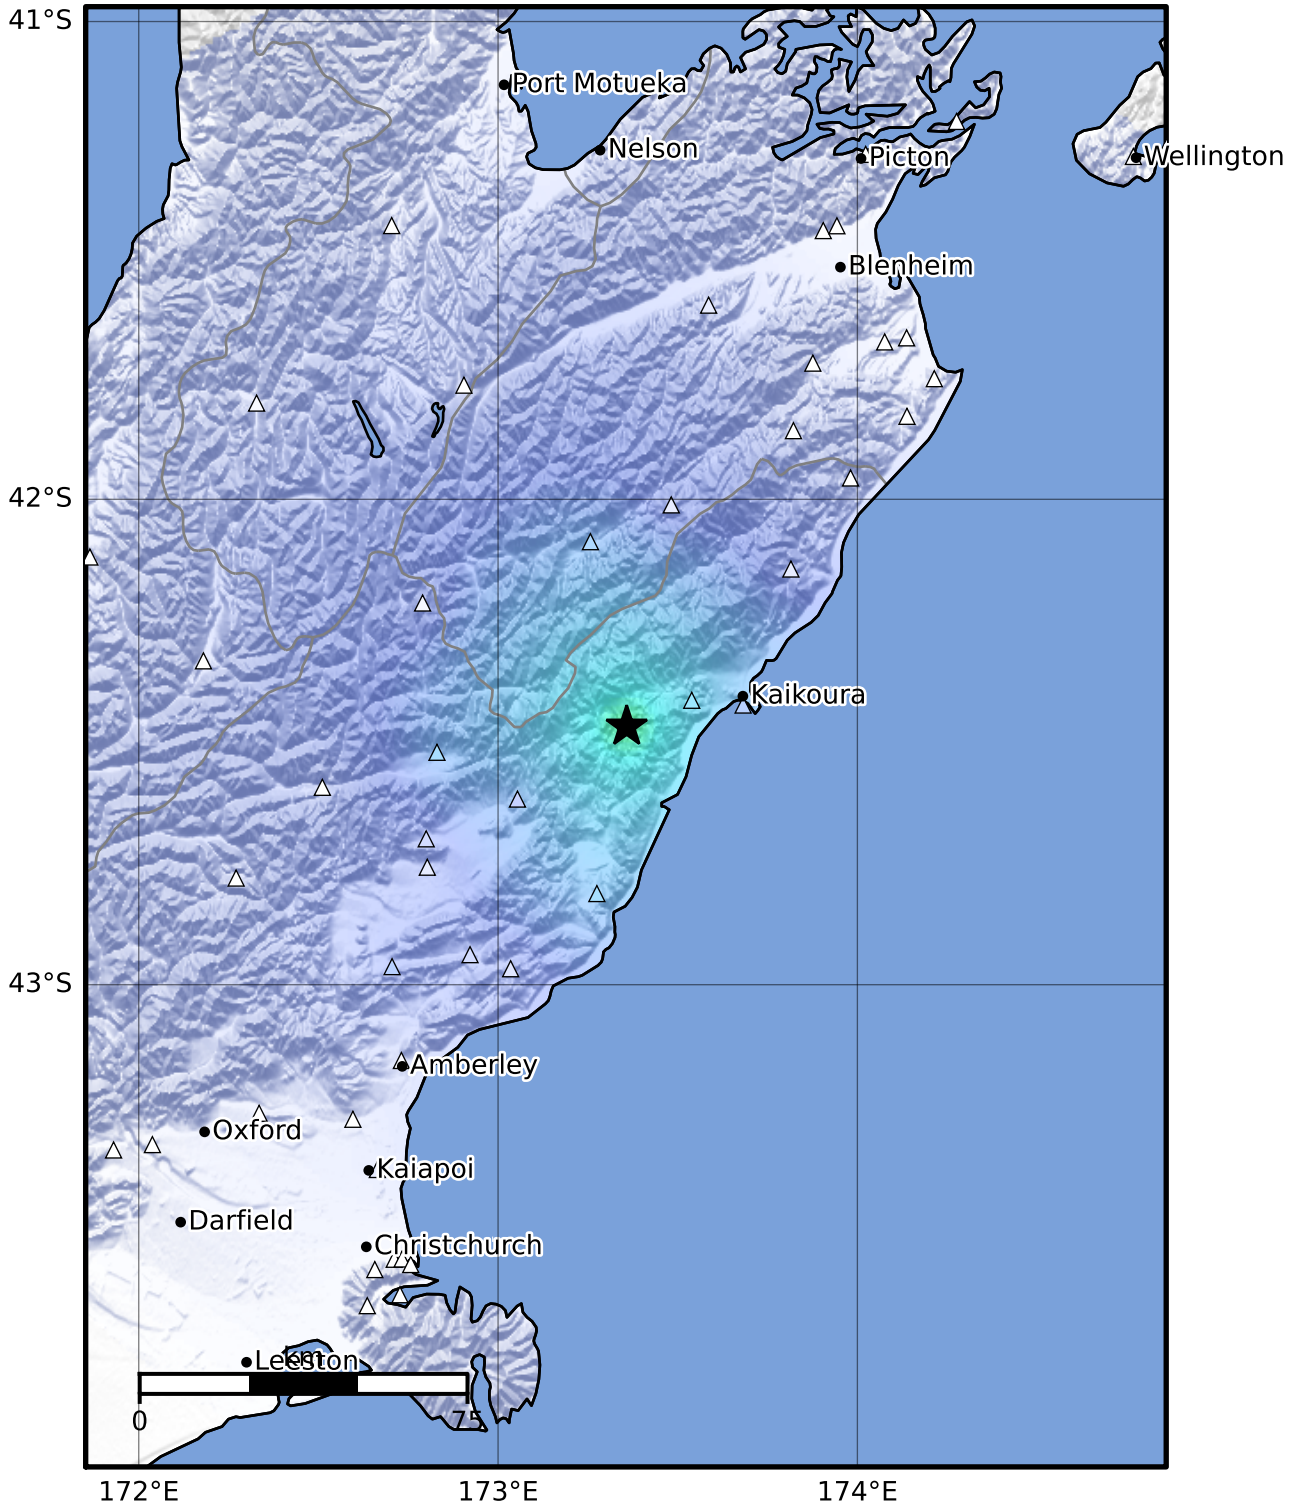 41°S
Port Motueka
Nelson
Picton
Wellington
Blenheim
42°S
Kaikoura
43°S
Amberley
Oxford
Kaiapoi
Darfield
Christchurch
km
Leeston
0 75
172°E 173°E 174°E